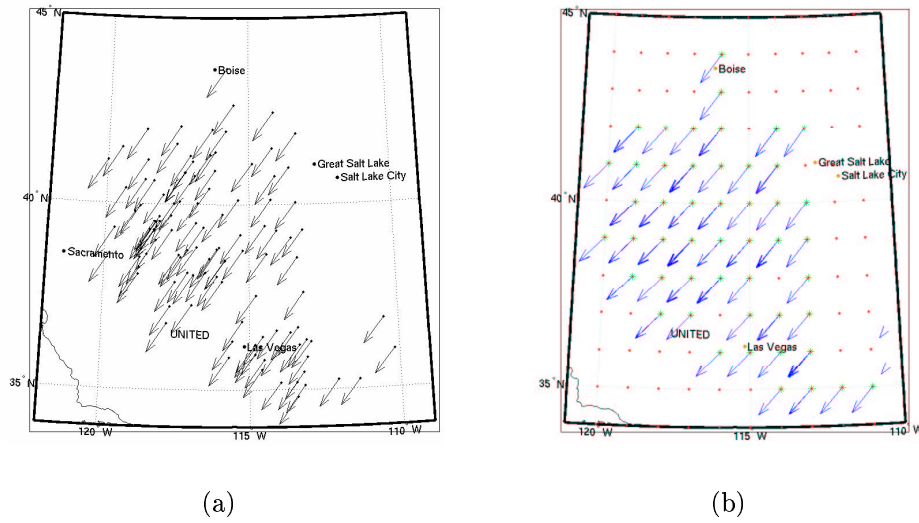 45°N
Boise
Great Salt Lake
Salt Lake City
40°N
Sacramento
UNITED
Las Vegas
35°N
120°W
115°W
110°W
(a)
45°N
Boise
Great Salt Lake
Salt Lake City
40°N
UNITED
Las Vegas
35°N
120°W
115°W
110°W
(b)